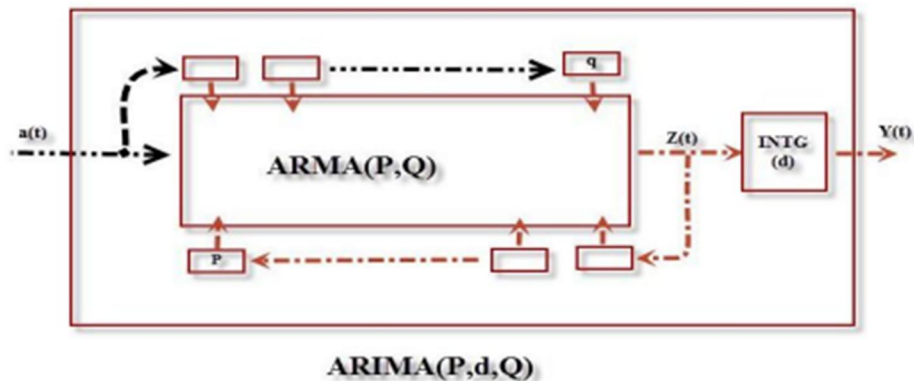 q
a(t)
Z(t)
INTG
(d)
Y(t)
ARMA(P,Q)
P
ARIMA(P,d,Q)